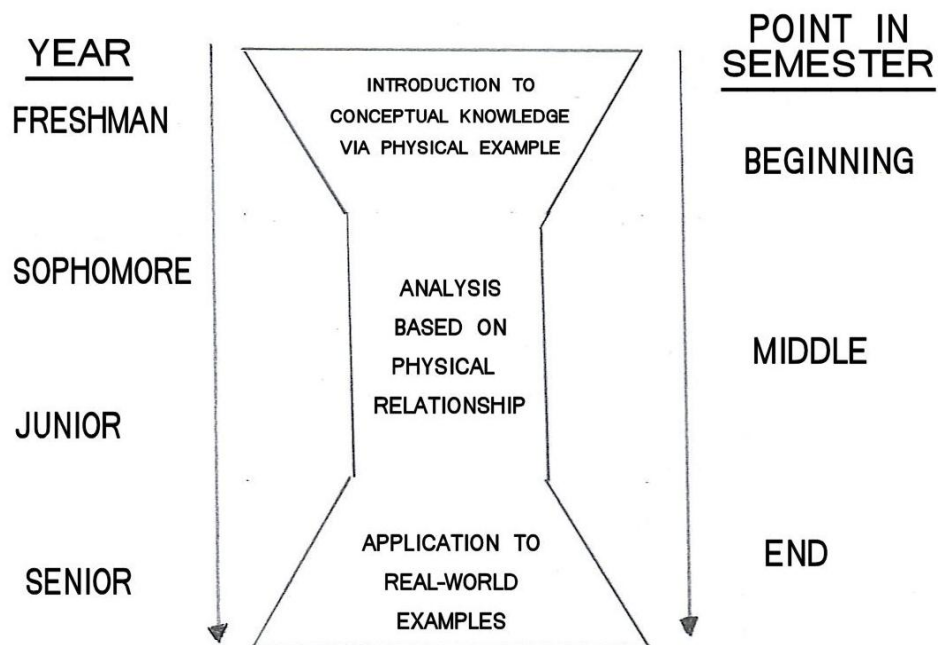 YEAR
FRESHMAN
SOPHOMORE
JUNIOR
SENIOR
INTRODUCTION TO
CONCEPTUAL KNOWLEDGE
VIA PHYSICAL EXAMPLE
ANALYSIS
BASED ON
PHYSICAL
RELATIONSHIP
APPLICATION TO
REAL-WORLD
EXAMPLES
POINT IN
SEMESTER
BEGINNING
MIDDLE
END